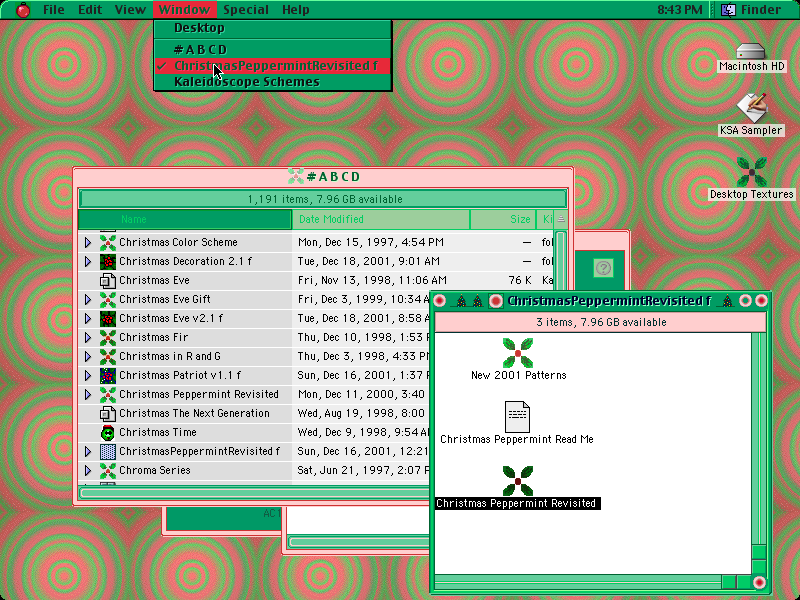 File Edit View Window Special Help 8:43 PM Finder
Desktop
#ABCD
✓ ChristmasPeppermintRevisited f
Kaleidoscope Schemes
Macintosh HD
KSA Sampler
Desktop Textures
#ABCD
1,191 items, 7.96 GB available
Name Date Modified Size Ki
Christmas Color Scheme Mon, Dec 15, 1997, 4:54 PM — fol
Christmas Decoration 2.1 f Tue, Dec 18, 2001, 9:01 AM — fol
Christmas Eve Fri, Nov 13, 1998, 11:06 AM 76 K Ka
Christmas Eve Gift Fri, Dec 3, 1999, 10:34 A
Christmas Eve v2.1 f Tue, Dec 18, 2001, 8:58 A
Christmas Fir Thu, Dec 10, 1998, 1:53
Christmas in R and G Thu, Dec 3, 1998, 4:33 P
Christmas Patriot v1.1 f Sun, Dec 16, 2001, 1:37
Christmas Peppermint Revisited Mon, Dec 11, 2000, 3:40
Christmas The Next Generation Wed, Aug 19, 1998, 8:00
Christmas Time Wed, Dec 9, 1998, 9:54 A
ChristmasPeppermintRevisited f Sun, Dec 16, 2001, 12:21
Chroma Series Sat, Jun 21, 1997, 2:07
?
AC
ChristmasPeppermintRevisited f
3 items, 7.96 GB available
New 2001 Patterns
Christmas Peppermint Read Me
Christmas Peppermint Revisited